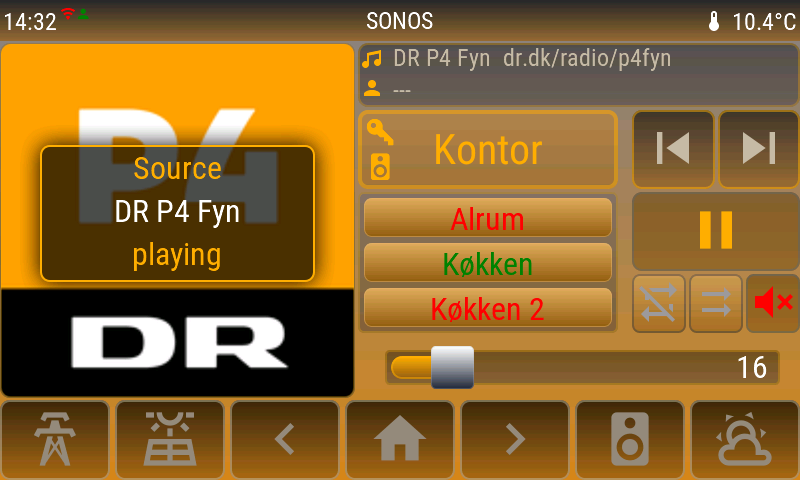 14:32
SONOS
10.4°C
P4
Source
DR P4 Fyn
playing
DR
DR P4 Fyn dr.dk/radio/p4fyn
---
Kontor
Alrum
Køkken
Køkken 2
16